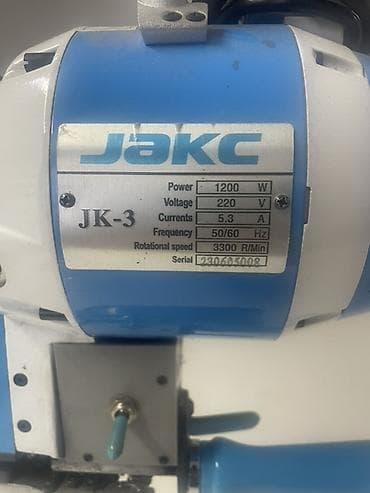 JAKC
Power 1200 W
Voltage 220 V
JK-3
Currents 5.3 A
Frequency 50/60 Hz
Rotational speed 3300 R/Min
Serial 230605008